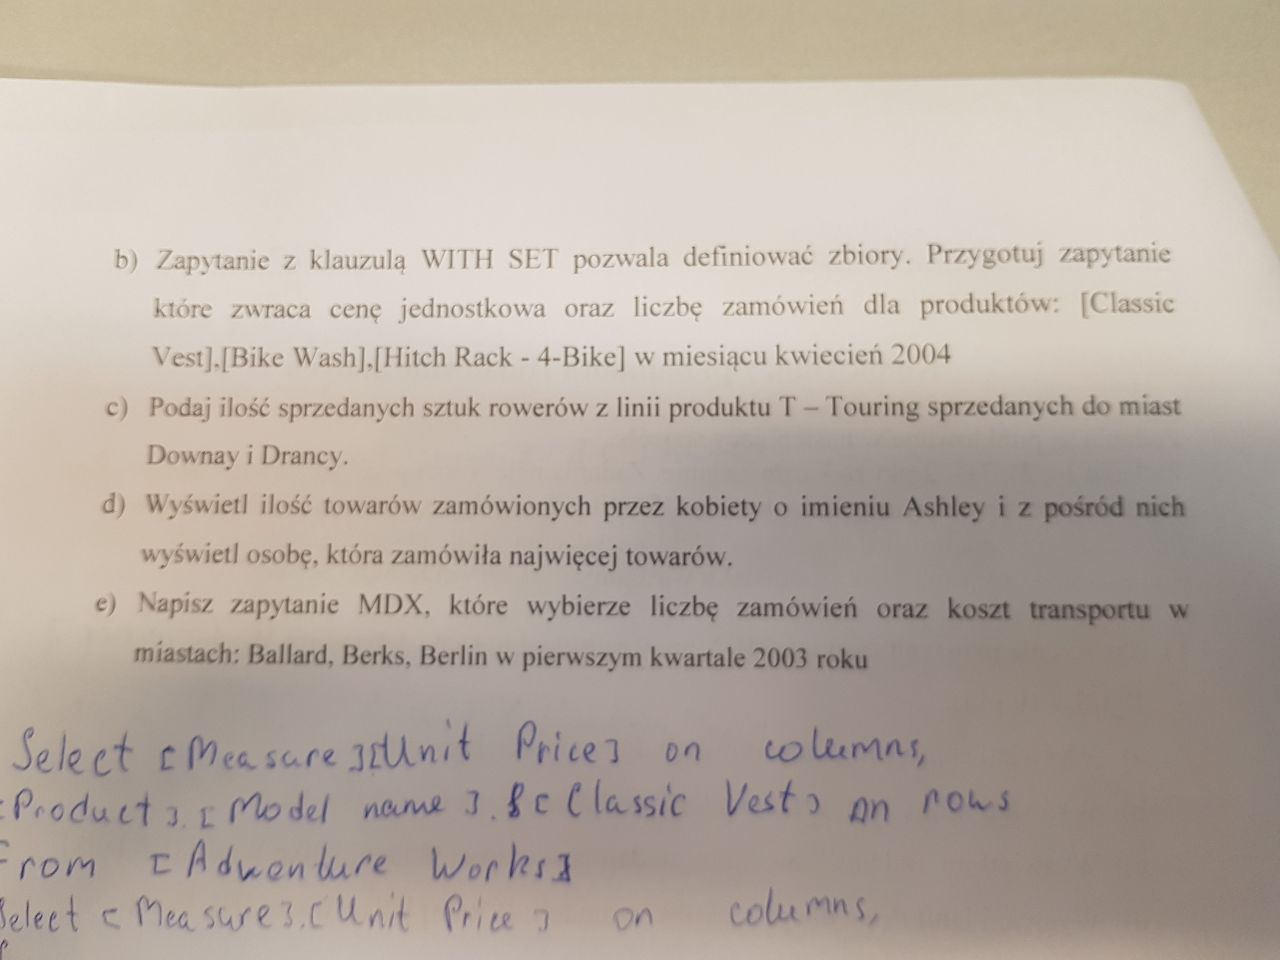 b) Zapytanie z klauzulą WITH SET pozwala definiować zbiory. Przygotuj zapytanie
które zwraca cenę jednostkowa oraz liczbę zamówień dla produktów: [Classic
Vest],[Bike Wash],[Hitch Rack - 4-Bike] w miesiącu kwiecień 2004
c) Podaj ilość sprzedanych sztuk rowerów z linii produktu T – Touring sprzedanych do miast
Downay i Drancy.
d) Wyświetl ilość towarów zamówionych przez kobiety o imieniu Ashley i z pośród nich
wyświetl osobę, która zamówiła najwięcej towarów.
e) Napisz zapytanie MDX, które wybierze liczbę zamówień oraz koszt transportu w
miastach: Ballard, Berks, Berlin w pierwszym kwartale 2003 roku
Select [Measure][Unit Price] on columns,
[Product].[Model name].&[Classic Vest] on rows
From [Adventure Works]
Select [Measure].[Unit Price] on columns,